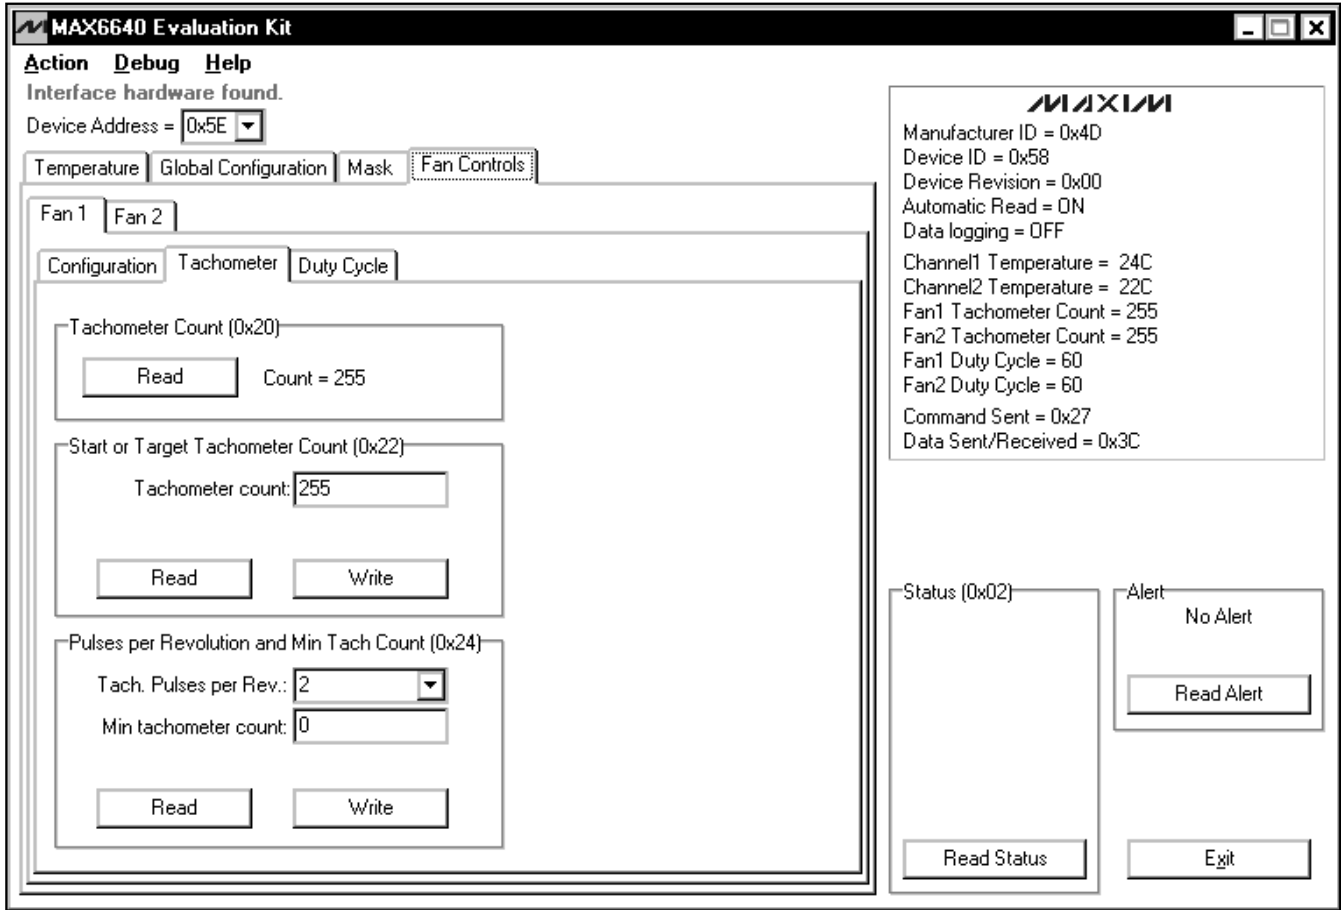 MAX6640 Evaluation Kit
Action Debug Help
Interface hardware found.
Device Address = 0x5E
Temperature Global Configuration Mask Fan Controls
Fan 1 Fan 2
Configuration Tachometer Duty Cycle
Tachometer Count (0x20)
Read Count = 255
Start or Target Tachometer Count (0x22)
Tachometer count: 255
Read Write
Pulses per Revolution and Min Tach Count (0x24)
Tach. Pulses per Rev.: 2
Min tachometer count: 0
Read Write
MAXIM
Manufacturer ID = 0x4D
Device ID = 0x58
Device Revision = 0x00
Automatic Read = ON
Data logging = OFF
Channel1 Temperature = 24C
Channel2 Temperature = 22C
Fan1 Tachometer Count = 255
Fan2 Tachometer Count = 255
Fan1 Duty Cycle = 60
Fan2 Duty Cycle = 60
Command Sent = 0x27
Data Sent/Received = 0x3C
Status (0x02)
Read Status
Alert
No Alert
Read Alert
Exit